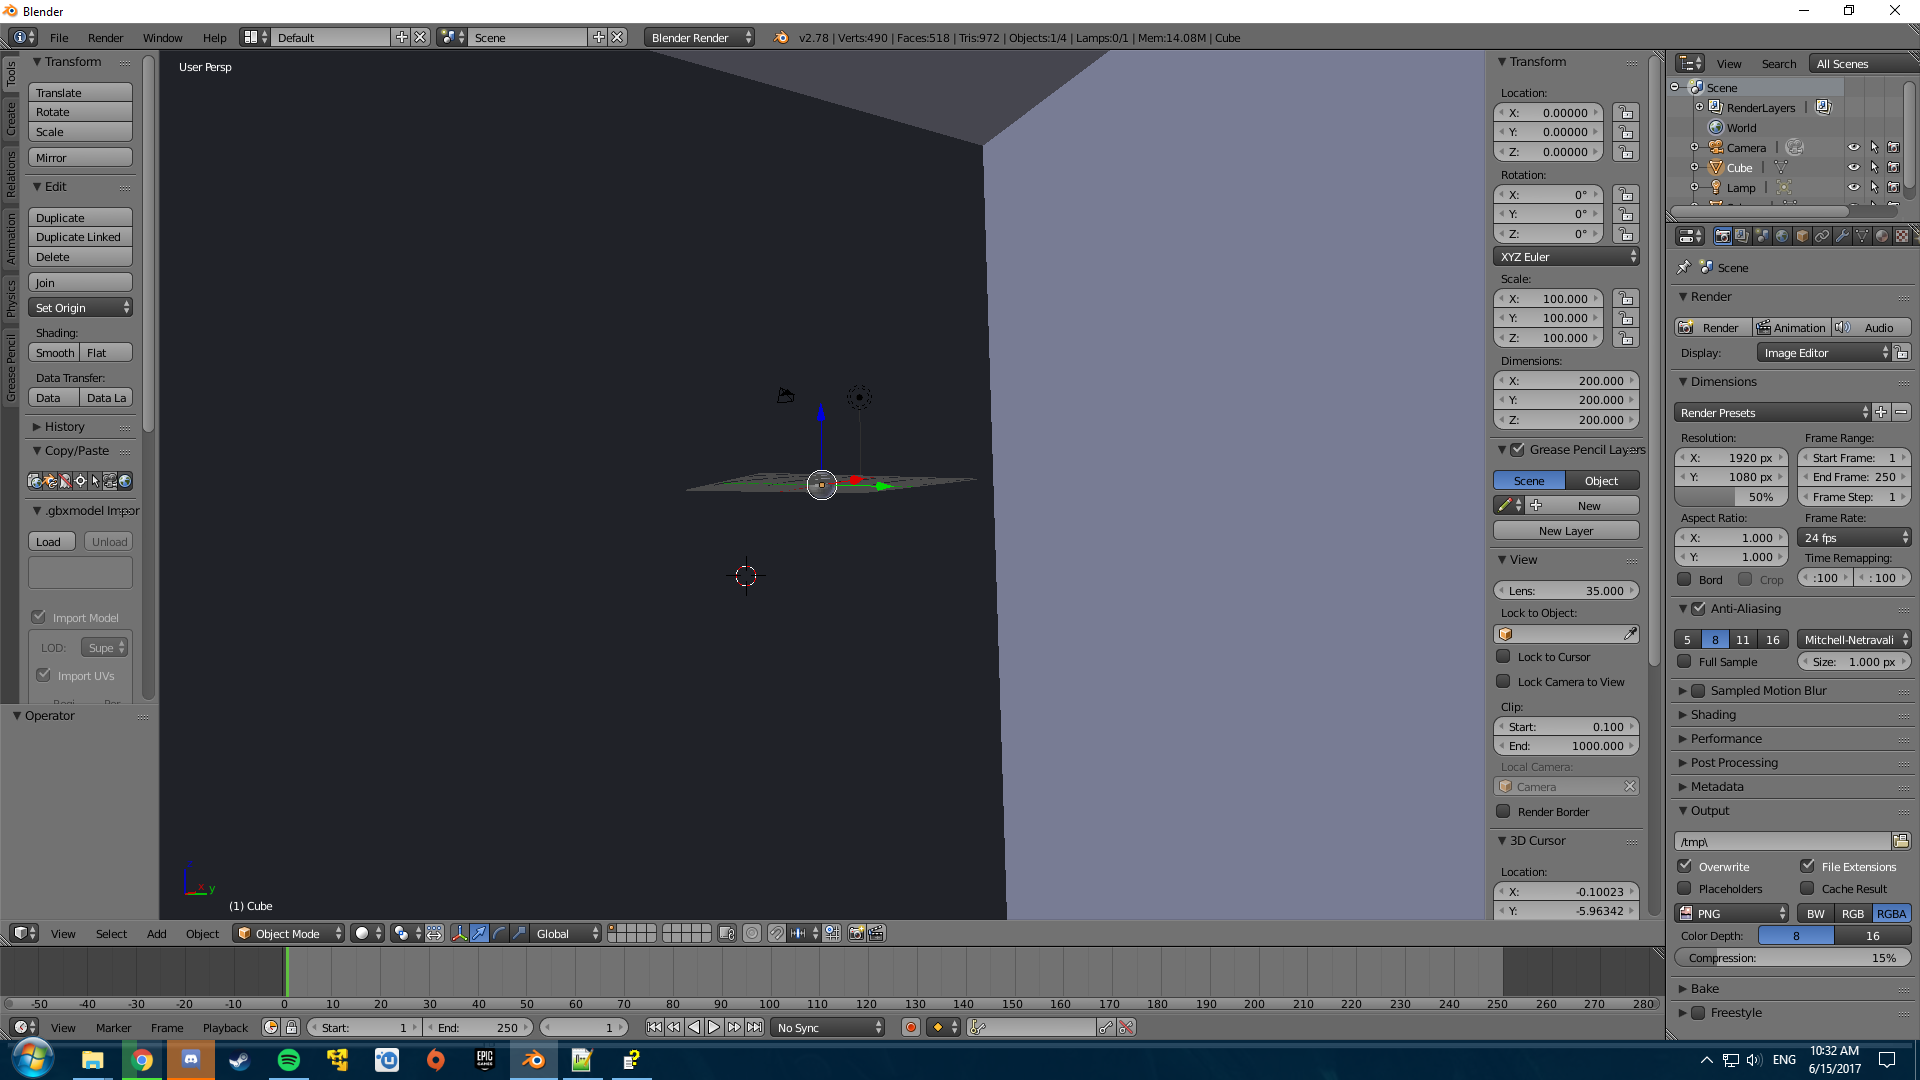 Blender
File Render Window Help Default Scene Blender Render v2.78 | Verts:490 | Faces:518 | Tris:972 | Objects:1/4 | Lamps:0/1 | Mem:14.08M | Cube
Tools
Create
Relations
Animation
Physics
Grease Pencil
Transform
Translate
Rotate
Scale
Mirror
Edit
Duplicate
Duplicate Linked
Delete
Join
Set Origin
Shading:
Smooth Flat
Data Transfer:
Data Data La
History
Copy/Paste
.gbxmodel Impor
Load Unload
Import Model
LOD: Supe
Import UVs
Operator
User Persp
z
x y
(1) Cube
Transform
Location:
X: 0.00000
Y: 0.00000
Z: 0.00000
Rotation:
X: 0°
Y: 0°
Z: 0°
XYZ Euler
Scale:
X: 100.000
Y: 100.000
Z: 100.000
Dimensions:
X: 200.000
Y: 200.000
Z: 200.000
Grease Pencil Layers
Scene Object
New
New Layer
View
Lens: 35.000
Lock to Object:
Lock to Cursor
Lock Camera to View
Clip:
Start: 0.100
End: 1000.000
Local Camera:
Camera
Render Border
3D Cursor
Location:
X: -0.10023
Y: -5.96342
View Search All Scenes
Scene
RenderLayers
World
Camera
Cube
Lamp
Scene
Render
Render Animation Audio
Display: Image Editor
Dimensions
Render Presets
Resolution: Frame Range:
X: 1920 px Start Frame: 1
Y: 1080 px End Frame: 250
50% Frame Step: 1
Aspect Ratio: Frame Rate:
X: 1.000 24 fps
Y: 1.000 Time Remapping:
Bord Crop :100 : 100
Anti-Aliasing
5 8 11 16 Mitchell-Netravali
Full Sample Size: 1.000 px
Sampled Motion Blur
Shading
Performance
Post Processing
Metadata
Output
/tmp\
Overwrite File Extensions
Placeholders Cache Result
PNG BW RGB RGBA
Color Depth: 8 16
Compression: 15%
Bake
Freestyle
View Select Add Object Object Mode Global
-50 -40 -30 -20 -10 0 10 20 30 40 50 60 70 80 90 100 110 120 130 140 150 160 170 180 190 200 210 220 230 240 250 260 270 280
View Marker Frame Playback Start: 1 End: 250 1 No Sync
EPIC
GAMES
ENG
10:32 AM
6/15/2017